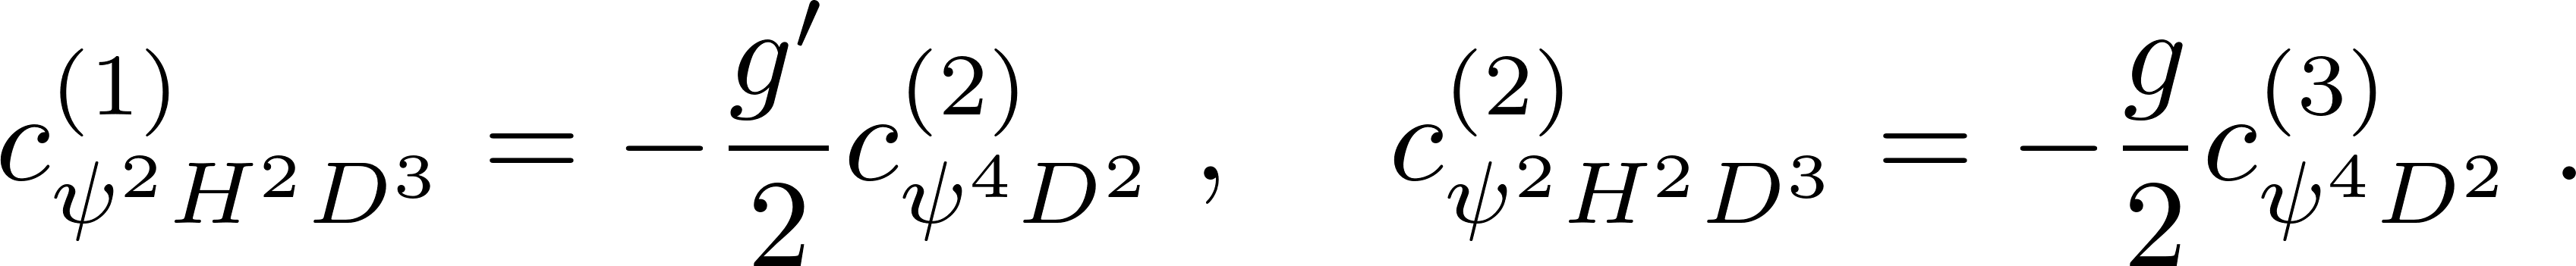 c^{(1)}_{\psi^2 H^2 D^3} = -\frac{g'}{2} c^{(2)}_{\psi^4 D^2} , c^{(2)}_{\psi^2 H^2 D^3} = -\frac{g}{2} c^{(3)}_{\psi^4 D^2} .